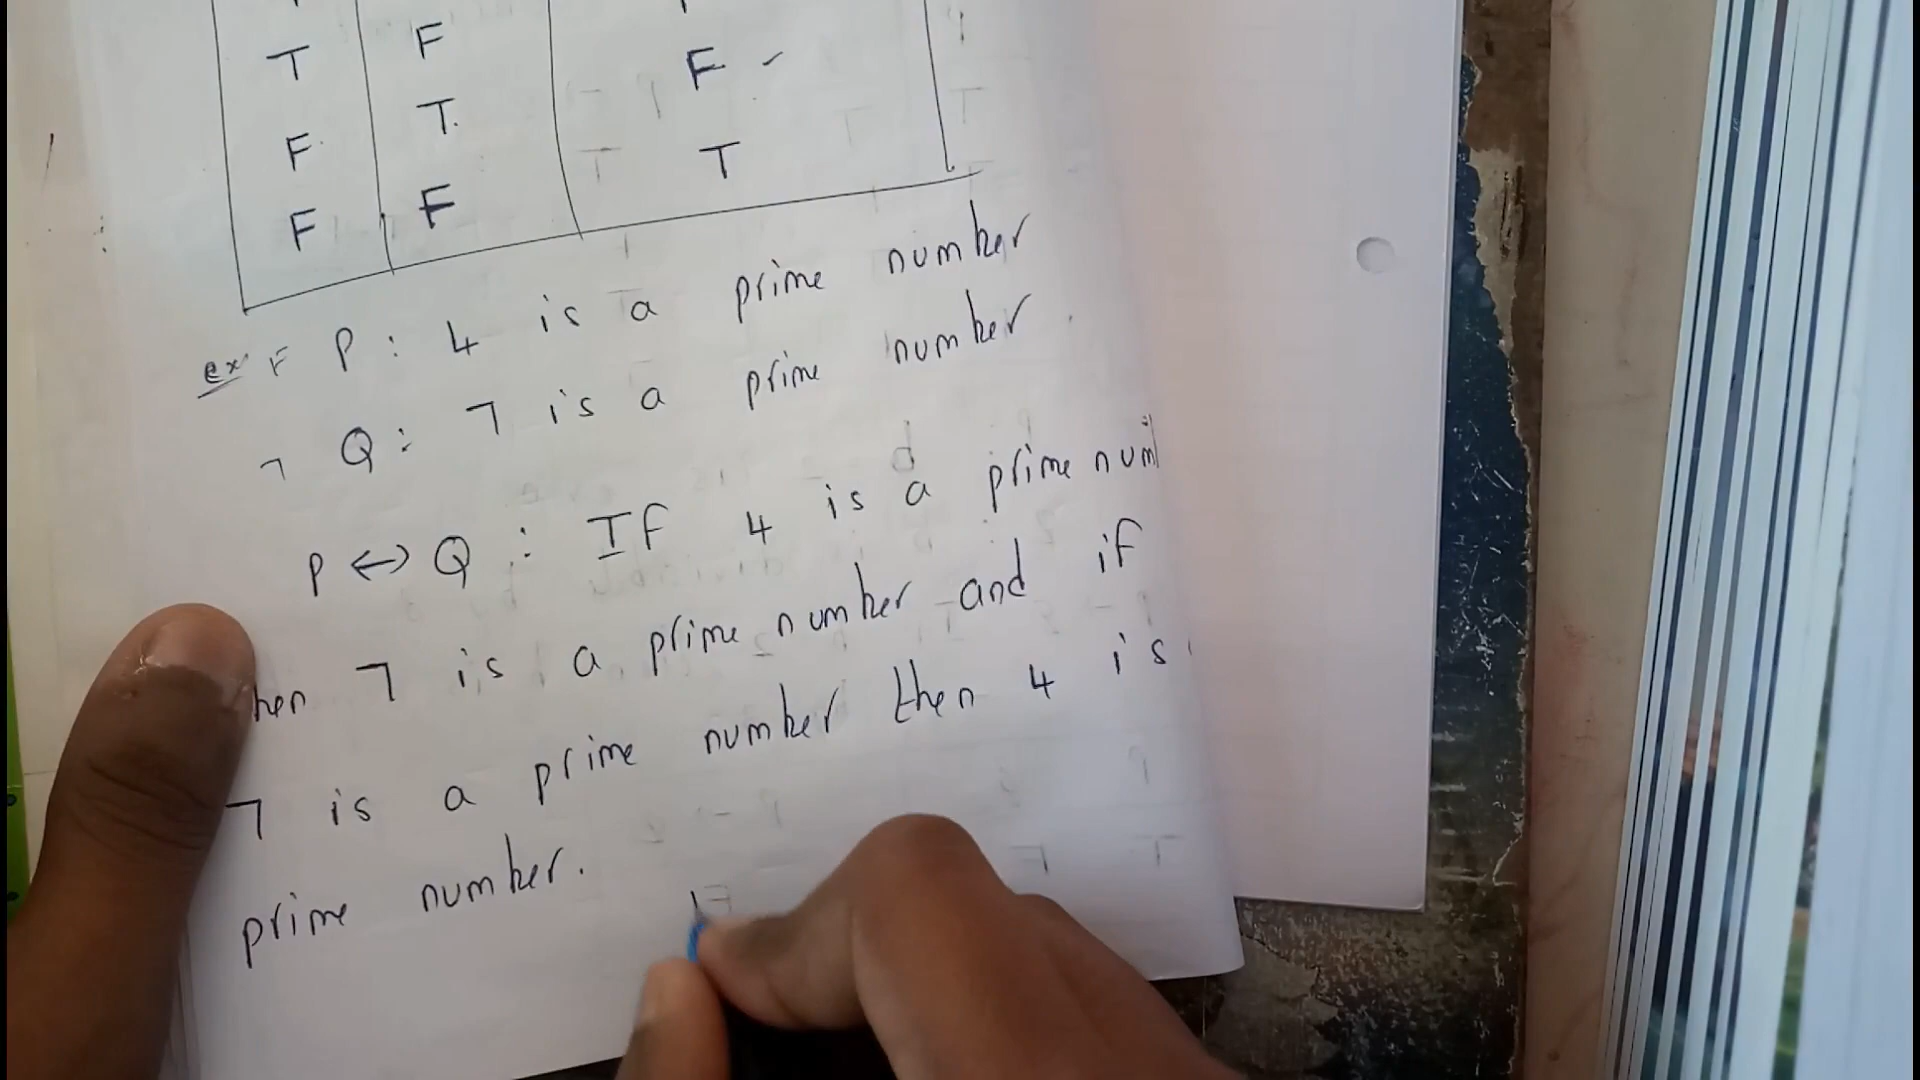 T F F
F T
F F T
ex F P : 4 is a prime number
Q : 7 is a prime number
P ↔ Q : If 4 is a prime num
hen 7 is a prime number and if
7 is a prime number then 4 is
prime number.